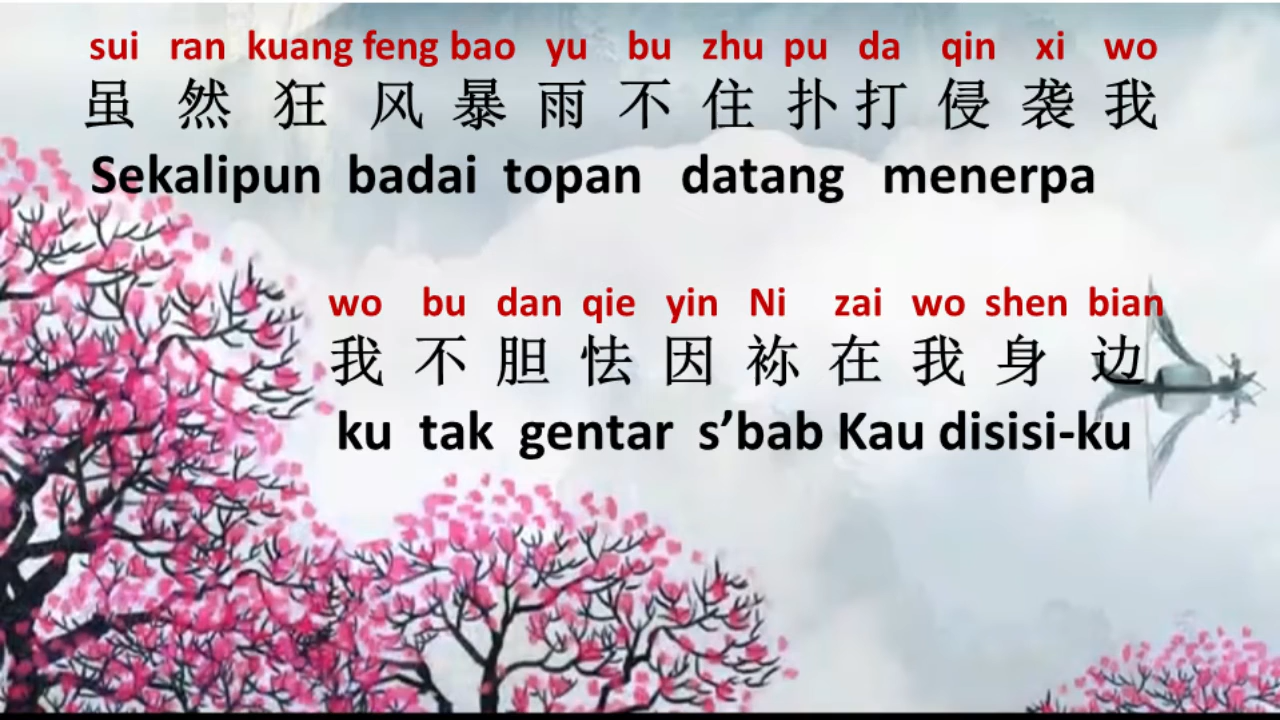 sui ran kuang feng bao yu bu zhu pu da qin xi wo
虽然狂风暴雨不住扑打侵袭我
Sekalipun badai topan datang menerpa
wo bu dan qie yin Ni zai wo shen bian
我不胆怯因祢在我身边
ku tak gentar s’bab Kau disisi-ku